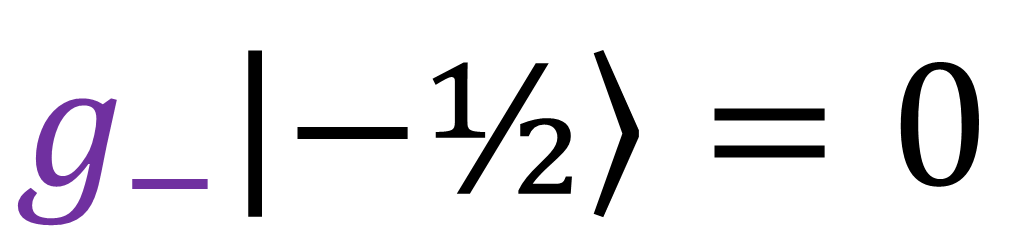 g₋ |−½⟩ = 0